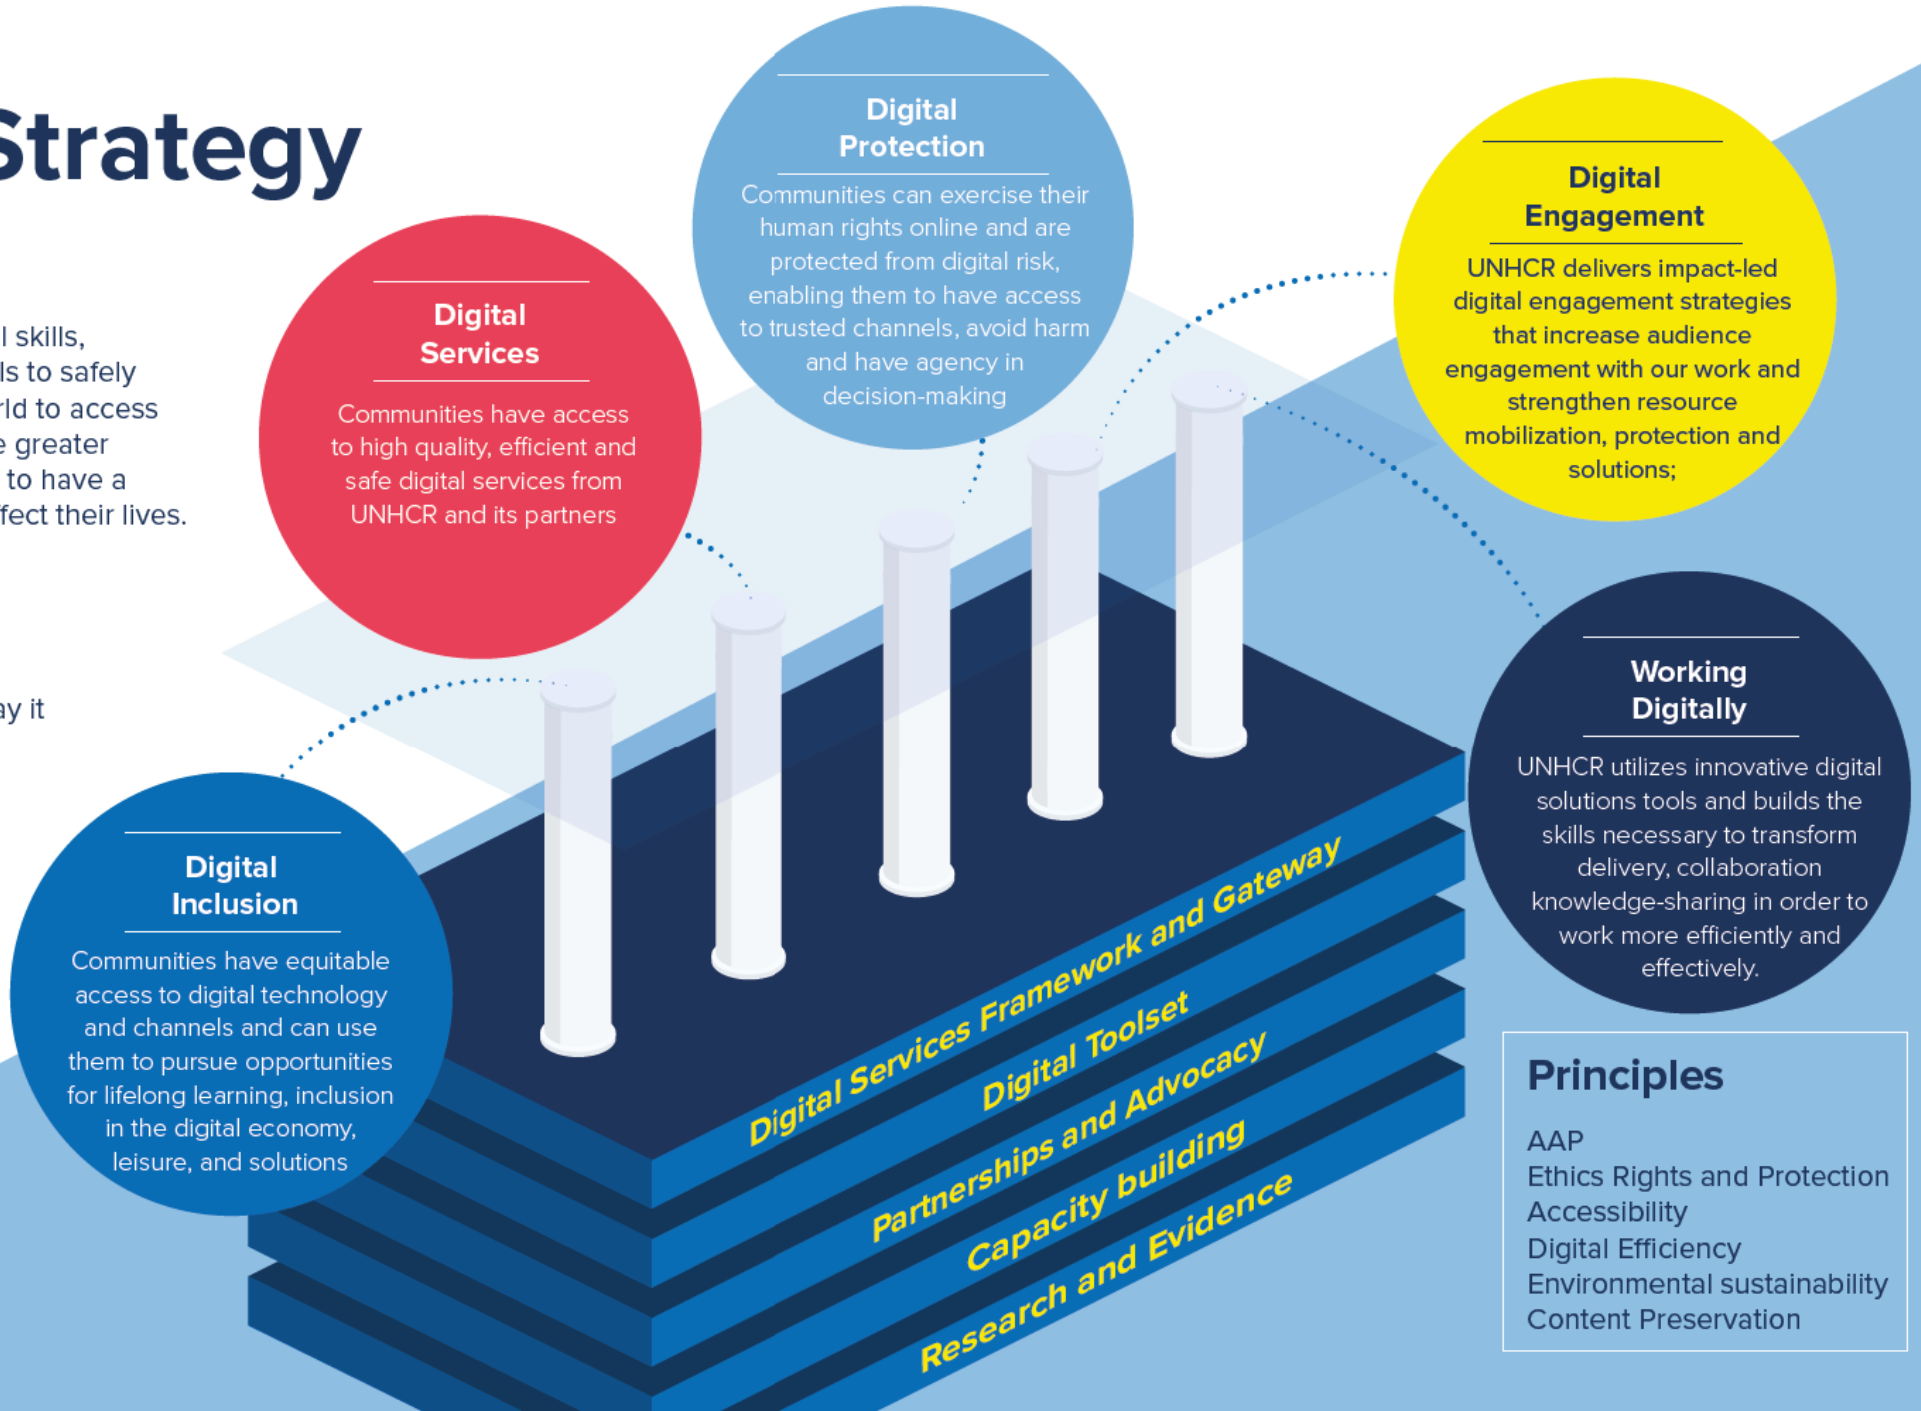 Strategy
l skills,
ls to safely
rld to access
e greater
to have a
ffect their lives.
ay it
Digital
Inclusion
Communities have equitable
access to digital technology
and channels and can use
them to pursue opportunities
for lifelong learning, inclusion
in the digital economy,
leisure, and solutions
Digital
Services
Communities have access
to high quality, efficient and
safe digital services from
UNHCR and its partners
Digital
Protection
Communities can exercise their
human rights online and are
protected from digital risk,
enabling them to have access
to trusted channels, avoid harm
and have agency in
decision-making
Digital
Engagement
UNHCR delivers impact-led
digital engagement strategies
that increase audience
engagement with our work and
strengthen resource
mobilization, protection and
solutions;
Working
Digitally
UNHCR utilizes innovative digital
solutions tools and builds the
skills necessary to transform
delivery, collaboration
knowledge-sharing in order to
work more efficiently and
effectively.
Digital Services Framework and Gateway
Digital Toolset
Partnerships and Advocacy
Capacity building
Research and Evidence
Principles
AAP
Ethics Rights and Protection
Accessibility
Digital Efficiency
Environmental sustainability
Content Preservation